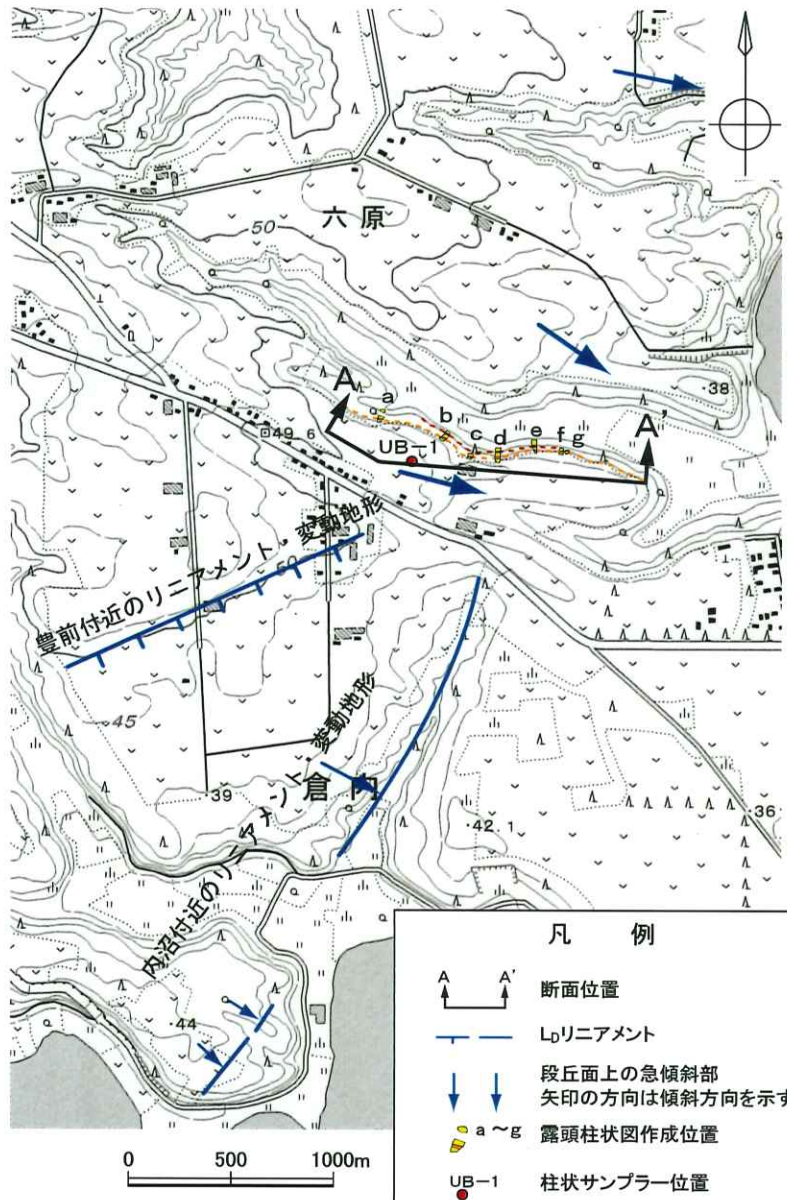 六原
50
・38
A
a
b
c
d
e
f
g
A'
49.6
UB-1
豊前付近のリニアメント・変動地形
50
45
内沼付近のリニアメント・変動地形
倉内
・39
・42.1
・36
・44
凡 例
A A' 断面位置
LDリニアメント
段丘面上の急傾斜部
矢印の方向は傾斜方向を示す
a～g 露頭柱状図作成位置
UB-1 柱状サンプラー位置
0 500 1000m